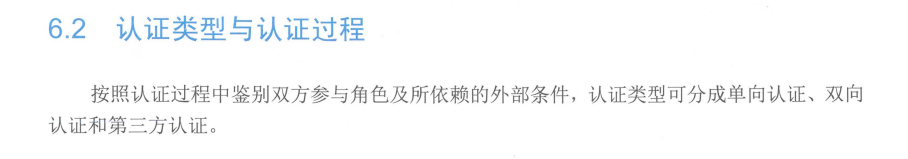 6.2 认证类型与认证过程
按照认证过程中鉴别双方参与角色及所依赖的外部条件，认证类型可分成单向认证、双向
认证和第三方认证。